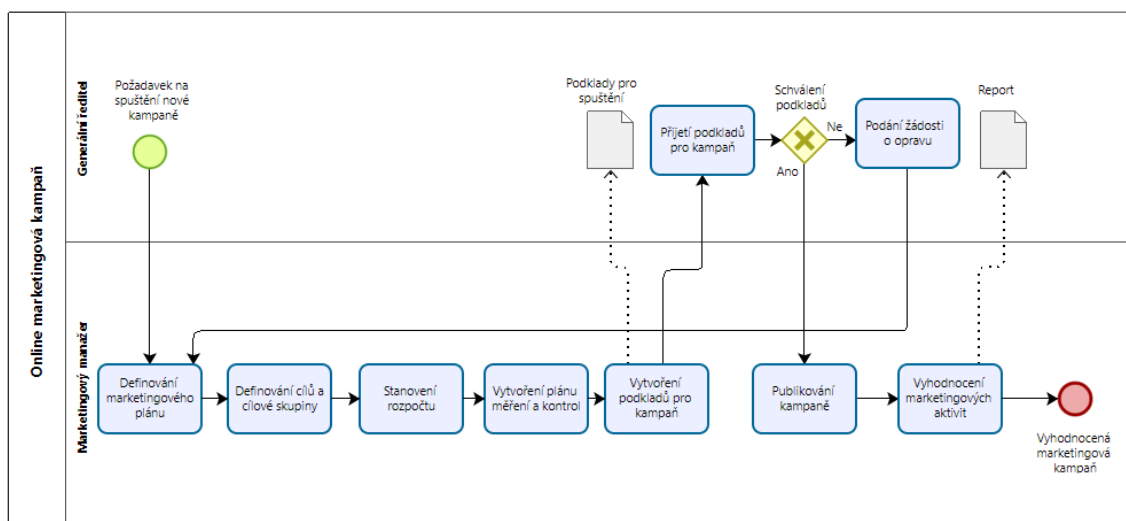 Online marketingová kampaň
Generální ředitel
Požadavek na
spuštění nové
kampaně
Podklady pro
spuštění
Přijetí podkladů
pro kampaň
Schválení
podkladů
Ne
Ano
Podání žádosti
o opravu
Report
Marketingový manažer
Definování
marketingového
plánu
Definování cílů a
cílové skupiny
Stanovení
rozpočtu
Vytvoření plánu
měření a kontrol
Vytvoření
podkladů pro
kampaň
Publikování
kampaně
Vyhodnocení
marketingových
aktivit
Vyhodnocená
marketingová
kampaň